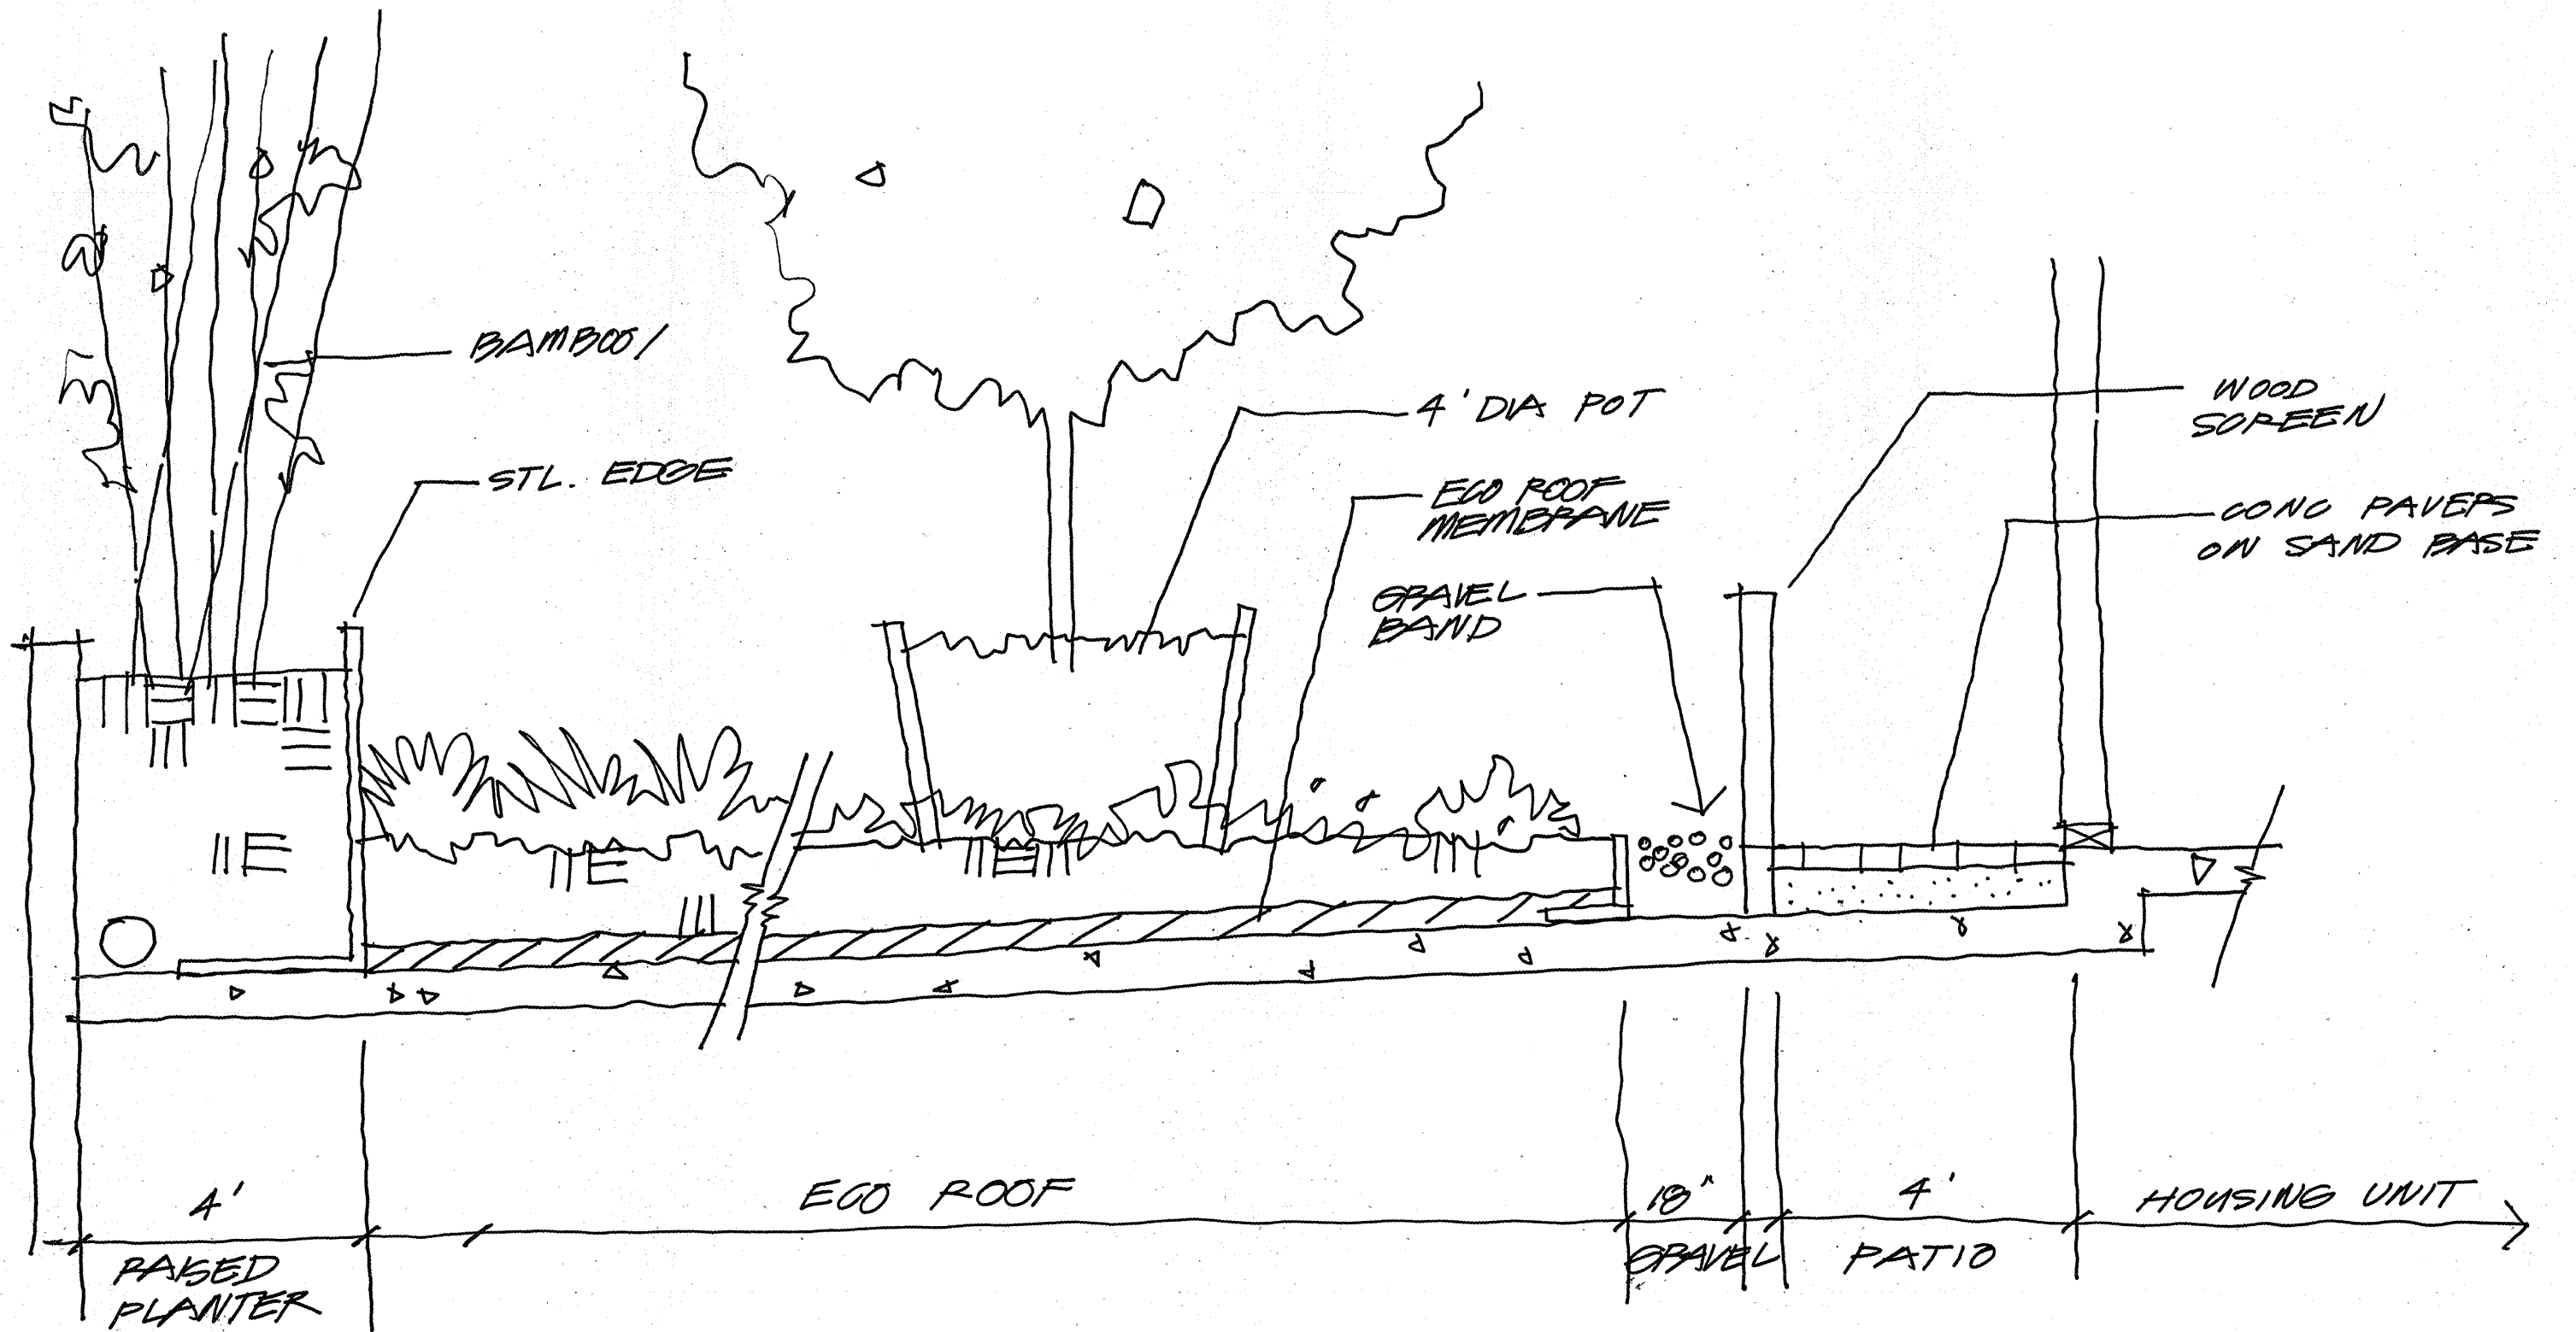 BAMBOO/
STL. EDGE
4' DIA POT
ECO ROOF
MEMBRANE
GRAVEL
BAND
WOOD
SCREEN
CONC PAVERS
ON SAND BASE
4'
RAISED
PLANTER
ECO ROOF
18"
GRAVEL
4'
PATIO
HOUSING UNIT